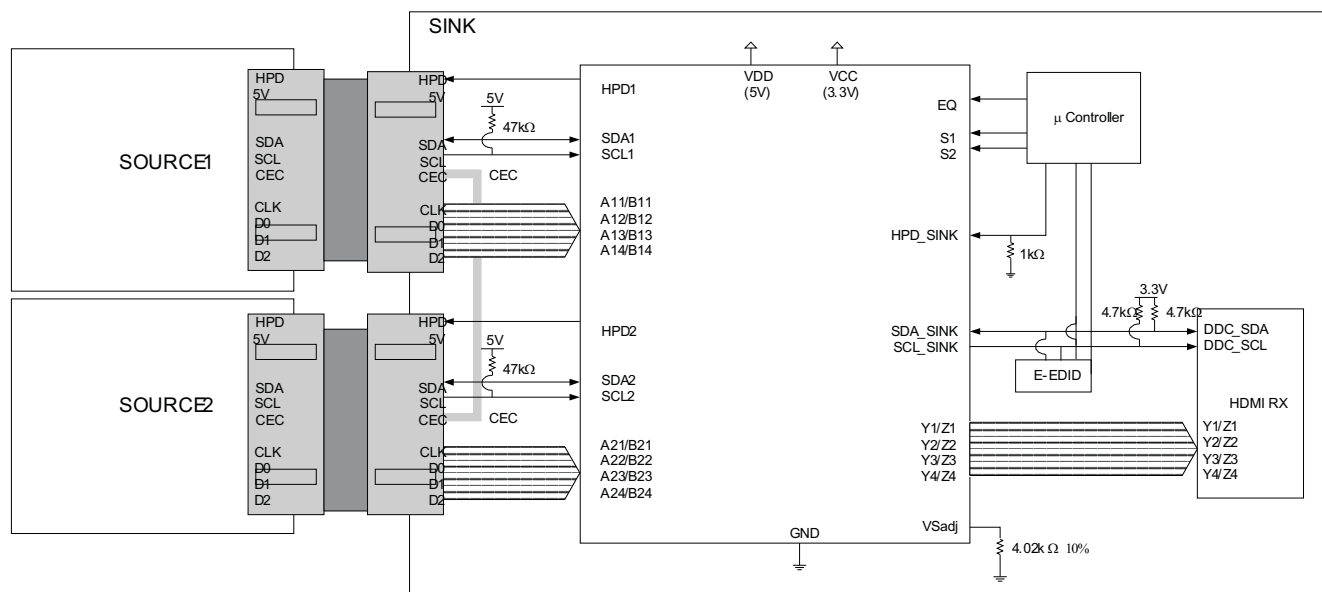 SINK
SOURCE1
HPD
5V
SDA
SCL
CEC
CLK
D0
D1
D2
HPD
5V
SDA
SCL
CEC
CLK
D0
D1
D2
5V
47kΩ
CEC
HPD1
SDA1
SCL1
A11/B11
A12/B12
A13/B13
A14/B14
VDD
(5V)
VCC
(3.3V)
EQ
S1
S2
μ Controller
HPD_SINK
1kΩ
SOURCE2
HPD
5V
SDA
SCL
CEC
CLK
D0
D1
D2
HPD
5V
SDA
SCL
CEC
CLK
D0
D1
D2
5V
47kΩ
CEC
HPD2
SDA2
SCL2
A21/B21
A22/B22
A23/B23
A24/B24
SDA_SINK
SCL_SINK
3.3V
4.7kΩ 4.7kΩ
DDC_SDA
DDC_SCL
E-EDID
HDMI RX
Y1/Z1
Y2/Z2
Y3/Z3
Y4/Z4
Y1/Z1
Y2/Z2
Y3/Z3
Y4/Z4
VSadj
GND
4.02k Ω 10%